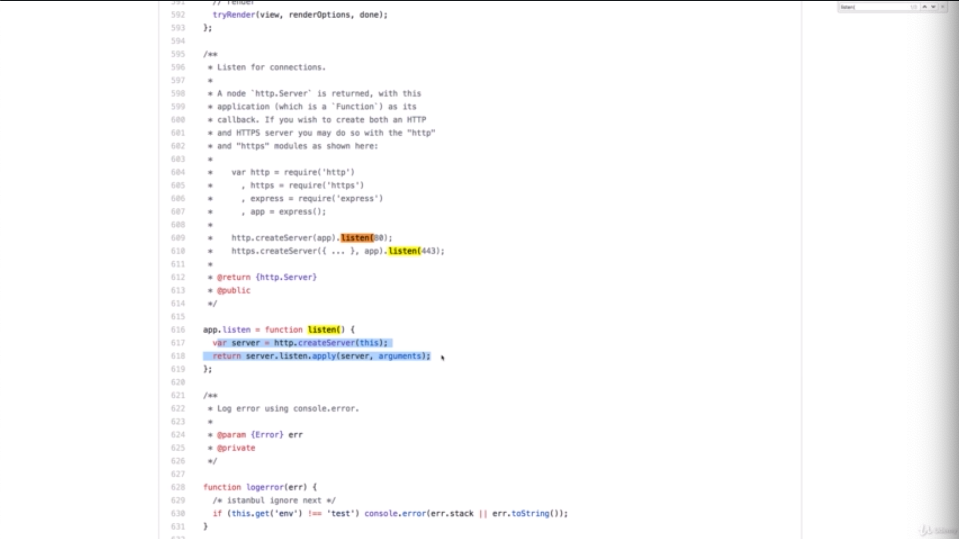 listen(
1/3
591 // render
592 tryRender(view, renderOptions, done);
593 };
594
595 /**
596 * Listen for connections.
597 *
598 * A node `http.Server` is returned, with this
599 * application (which is a `Function`) as its
600 * callback. If you wish to create both an HTTP
601 * and HTTPS server you may do so with the "http"
602 * and "https" modules as shown here:
603 *
604 * var http = require('http')
605 * , https = require('https')
606 * , express = require('express')
607 * , app = express();
608 *
609 * http.createServer(app).listen(80);
610 * https.createServer({ ... }, app).listen(443);
611 *
612 * @return {http.Server}
613 * @public
614 */
615
616 app.listen = function listen() {
617 var server = http.createServer(this);
618 return server.listen.apply(server, arguments);
619 };
620
621 /**
622 * Log error using console.error.
623 *
624 * @param {Error} err
625 * @private
626 */
627
628 function logerror(err) {
629 /* istanbul ignore next */
630 if (this.get('env') !== 'test') console.error(err.stack || err.toString());
631 }
632
Udemy